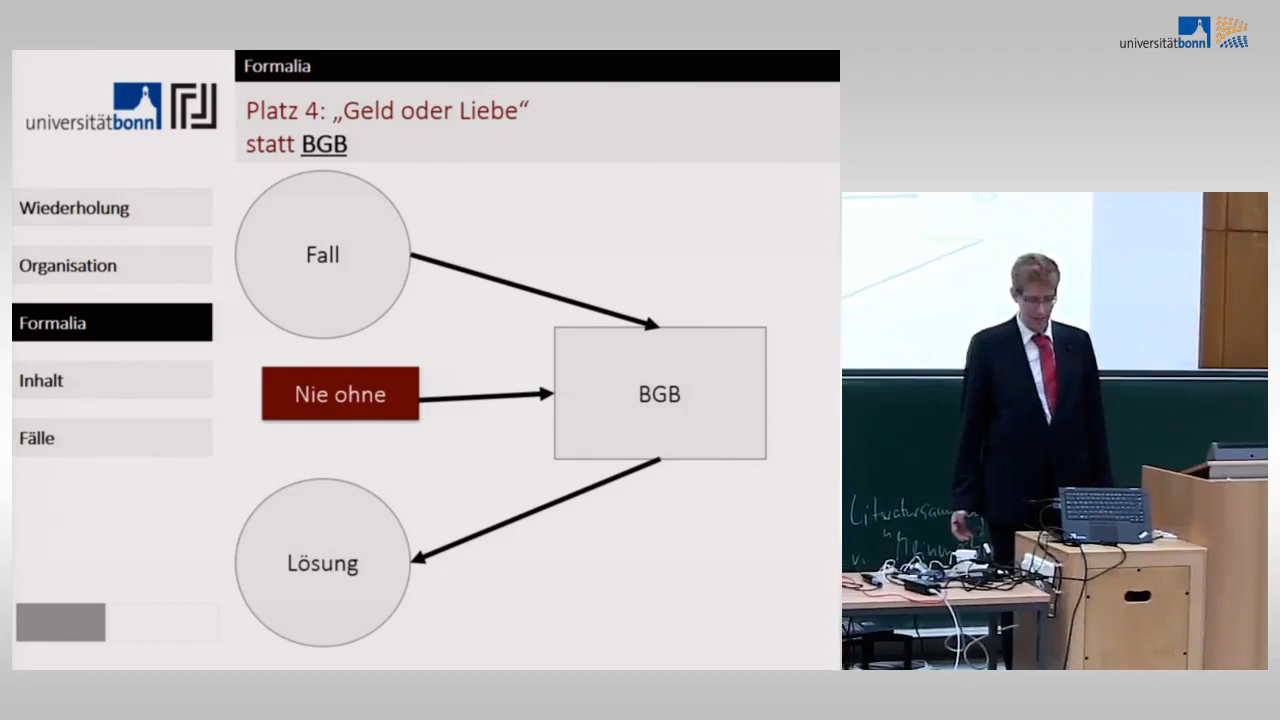 universitätbonn
Formalia
universitätbonn
Platz 4: „Geld oder Liebe“
statt BGB
Wiederholung
Organisation
Formalia
Inhalt
Fälle
Fall
Nie ohne
BGB
Lösung